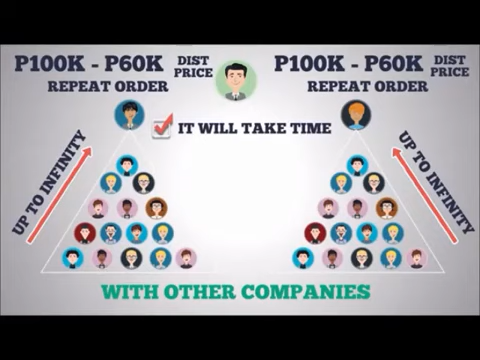 P100K - P60K DIST PRICE
REPEAT ORDER
P100K - P60K DIST PRICE
REPEAT ORDER
IT WILL TAKE TIME
UP TO INFINITY
UP TO INFINITY
WITH OTHER COMPANIES